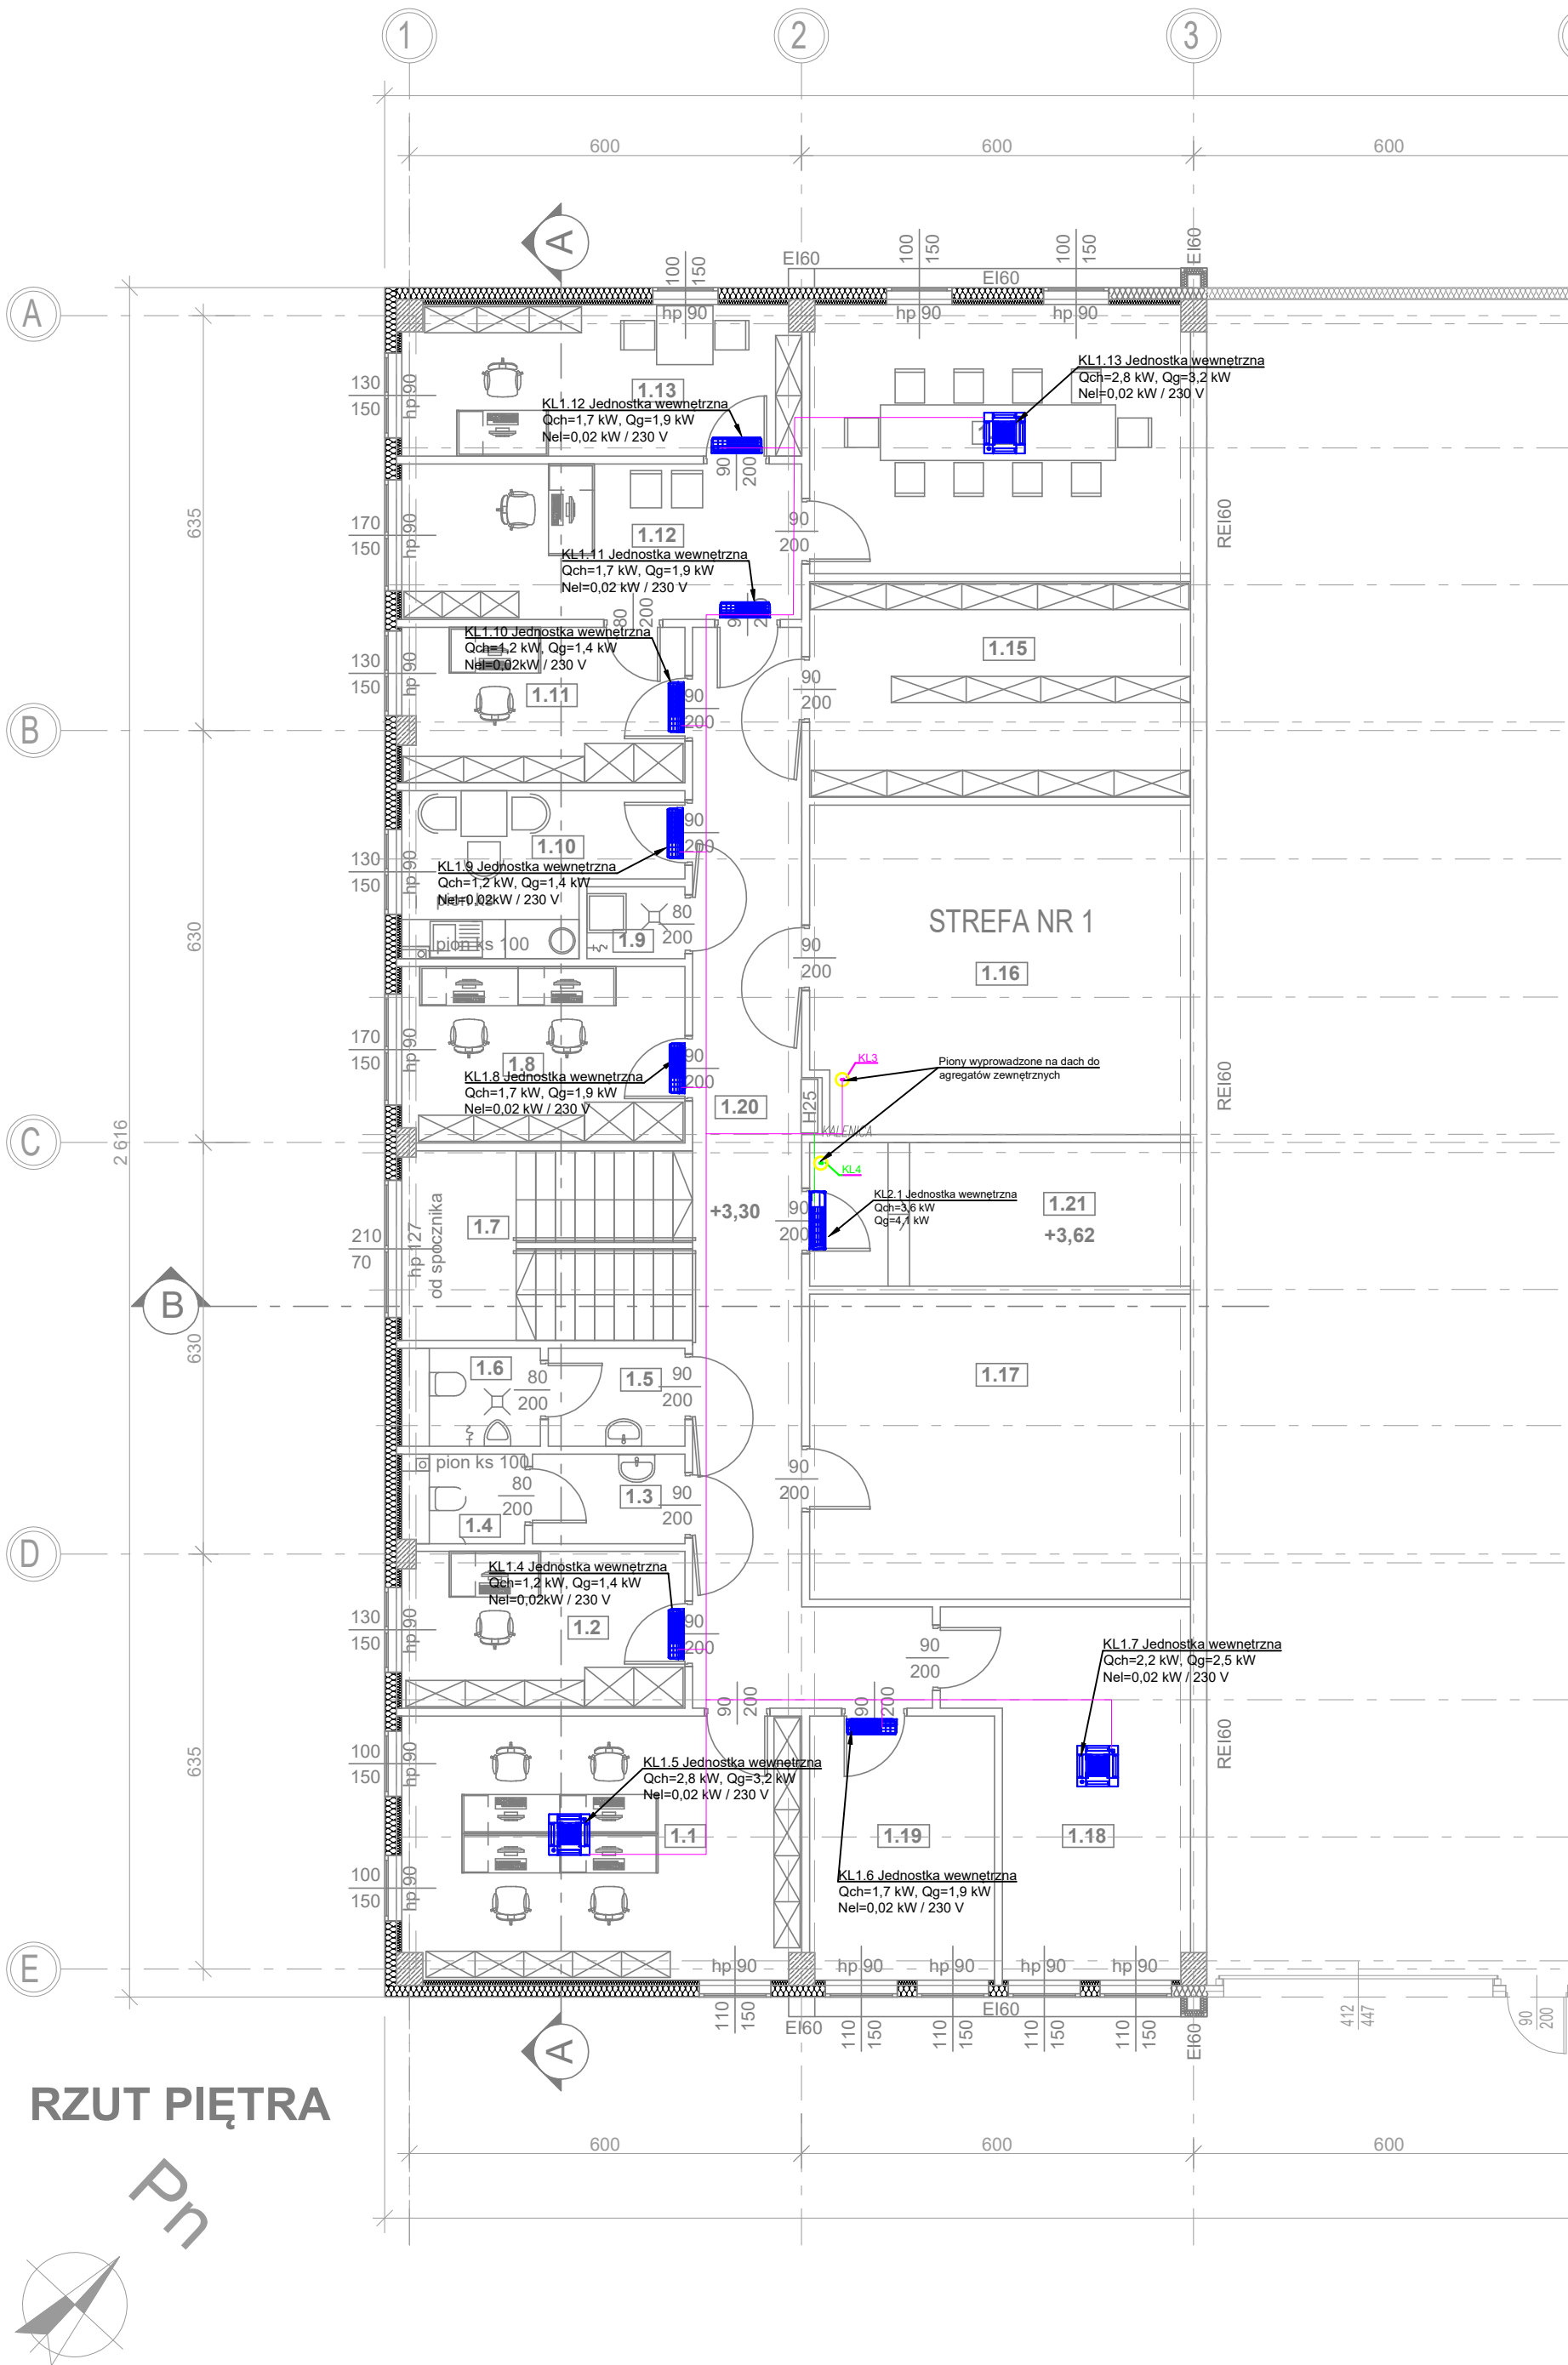 1
2
3
600
600
600
A
EI60
EI60
EI60
100
150
100
150
100
150
A
hp 90
hp 90
hp 90
KL1.13 Jednostka wewnętrzna
Qch=2,8 kW, Qg=3,2 kW
Nel=0,02 kW / 230 V
130
150
hp 90
1.13
KL1.12 Jednostka wewnętrzna
Qch=1,7 kW, Qg=1,9 kW
Nel=0,02 kW / 230 V
90
200
635
170
150
hp 90
1.12
90
200
REI60
KL1.11 Jednostka wewnętrzna
Qch=1,7 kW, Qg=1,9 kW
Nel=0,02 kW / 230 V
80
200
KL1.10 Jednostka wewnętrzna
Qch=1,2 kW, Qg=1,4 kW
Nel=0,02kW / 230 V
1.15
130
150
hp 90
1.11
90
200
90
200
B
1.10
90
200
130
150
hp 90
KL1.9 Jednostka wewnętrzna
Qch=1,2 kW, Qg=1,4 kW
Nel=0,02kW / 230 V
630
1.9
80
200
pion ks 100
STREFA NR 1
90
200
1.16
170
150
hp 90
1.8
90
200
KL1.8 Jednostka wewnętrzna
Qch=1,7 kW, Qg=1,9 kW
Nel=0,02 kW / 230 V
KL3
Piony wyprowadzone na dach do
agregatów zewnętrznych
REI60
1.20
H25
KALENICA
C
2 616
KL4
KL2.1 Jednostka wewnętrzna
Qch=3,6 kW
Qg=4,1 kW
1.21
+3,62
+3,30
90
200
1.7
210
70
hp 127
od spocznika
B
630
1.6
80
200
1.5
90
200
1.17
pion ks 100
80
200
1.4
1.3
90
200
90
200
D
KL1.4 Jednostka wewnętrzna
Qch=1,2 kW, Qg=1,4 kW
Nel=0,02kW / 230 V
130
150
hp 90
1.2
90
200
90
200
KL1.7 Jednostka wewnętrzna
Qch=2,2 kW, Qg=2,5 kW
Nel=0,02 kW / 230 V
90
200
90
200
REI60
635
100
150
hp 90
KL1.5 Jednostka wewnętrzna
Qch=2,8 kW, Qg=3,2 kW
Nel=0,02 kW / 230 V
1.1
1.19
1.18
100
150
hp 90
KL1.6 Jednostka wewnętrzna
Qch=1,7 kW, Qg=1,9 kW
Nel=0,02 kW / 230 V
E
hp 90
hp 90
hp 90
hp 90
hp 90
110
150
EI60
110
150
110
150
EI60
110
150
110
150
EI60
412
447
90
200
A
RZUT PIĘTRA
600
600
600
Pn